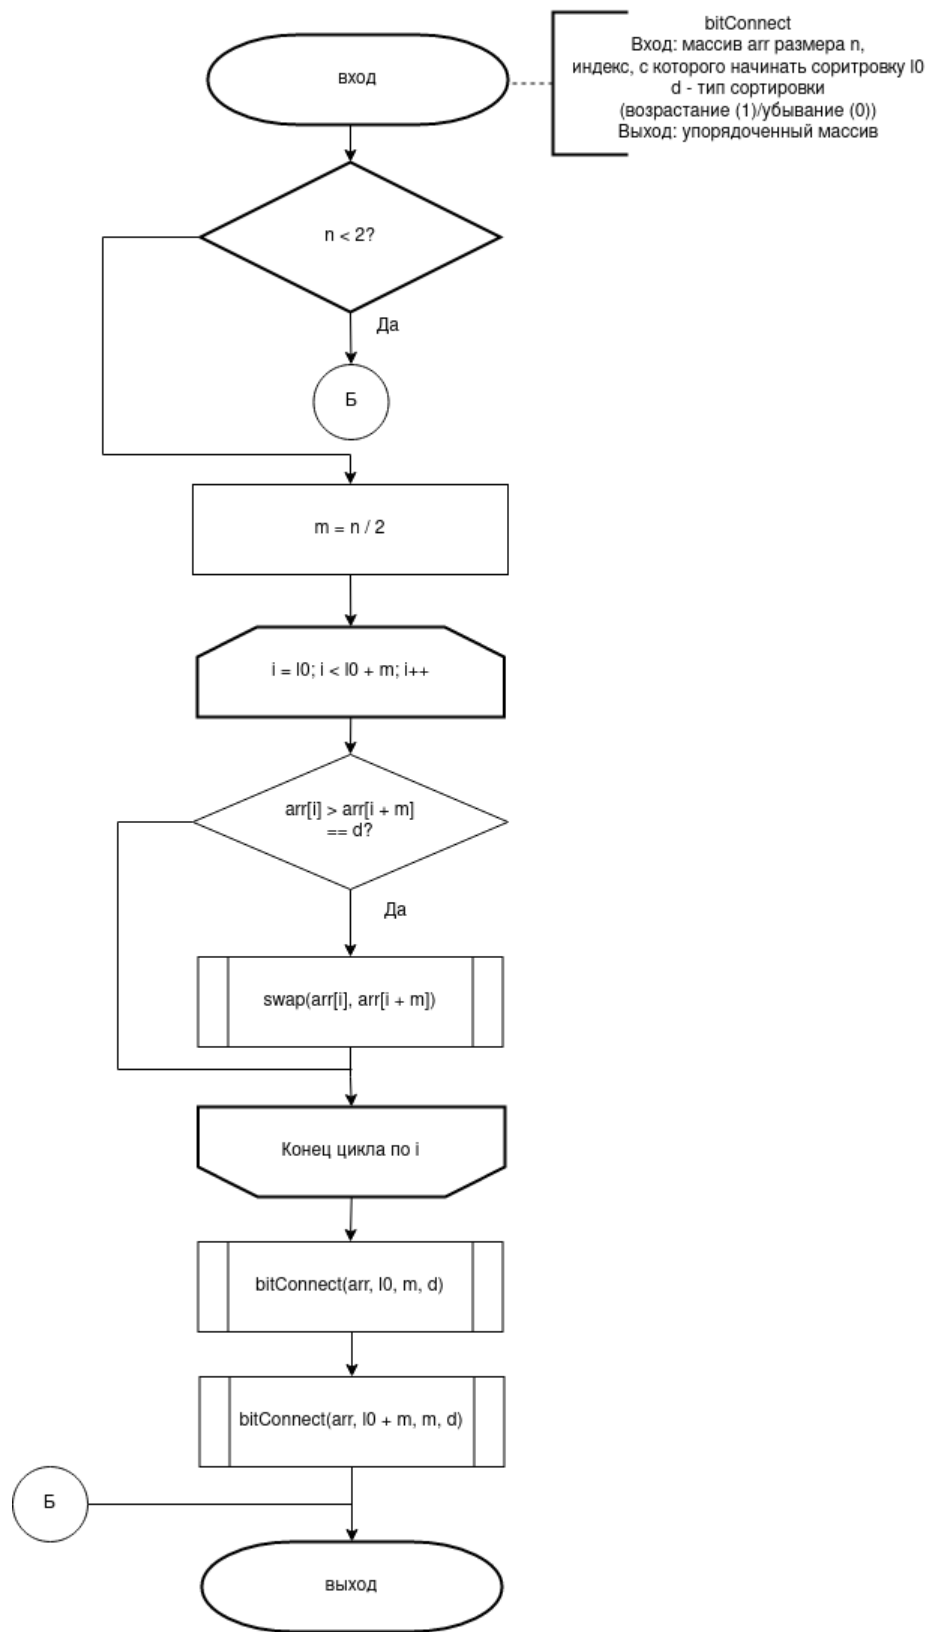 bitConnect
Вход: массив arr размера n,
индекс, с которого начинать соритровку l0
d - тип сортировки
(возрастание (1)/убывание (0))
Выход: упорядоченный массив
вход
n < 2?
Да
Б
m = n / 2
i = l0; i < l0 + m; i++
arr[i] > arr[i + m]
== d?
Да
swap(arr[i], arr[i + m])
Конец цикла по i
bitConnect(arr, l0, m, d)
bitConnect(arr, l0 + m, m, d)
Б
выход